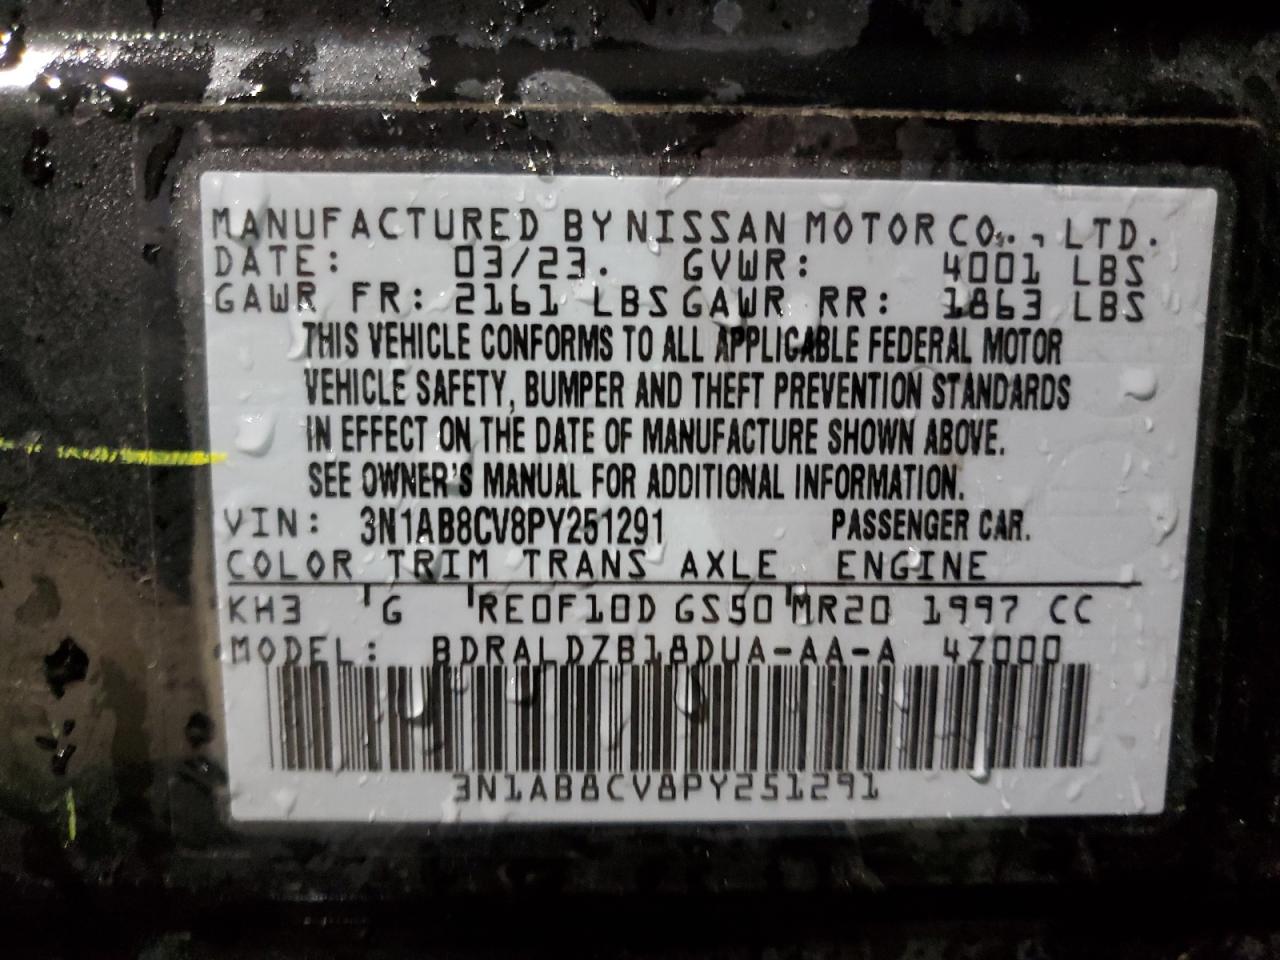 MANUFACTURED BY NISSAN MOTOR CO., LTD.
DATE: 03/23. GVWR: 4001 LBS
GAWR FR: 2161 LBS GAWR RR: 1863 LBS
THIS VEHICLE CONFORMS TO ALL APPLICABLE FEDERAL MOTOR
VEHICLE SAFETY, BUMPER AND THEFT PREVENTION STANDARDS
IN EFFECT ON THE DATE OF MANUFACTURE SHOWN ABOVE.
SEE OWNER'S MANUAL FOR ADDITIONAL INFORMATION.
VIN: 3N1AB8CV8PY251291 PASSENGER CAR.
COLOR TRIM TRANS AXLE ENGINE
KH3 G RE0F10D GS50 MR20 1997 CC
MODEL: BDRALDZB18DUA-AA-A 4Z000
3N1AB8CV8PY251291